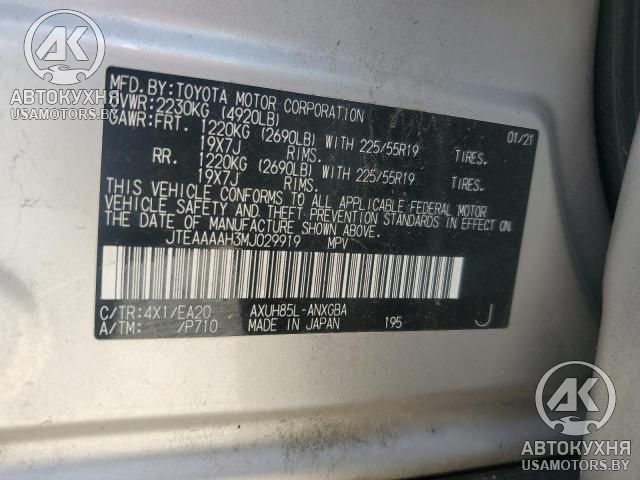 АК
АВТОКУХНЯ
USAMOTORS.BY
MFD.BY:TOYOTA MOTOR CORPORATION
GVWR:2230KG (4920LB) 01/21
GAWR:FRT. 1220KG (2690LB) WITH 225/55R19 TIRES,
19X7J RIMS,
RR. 1220KG (2690LB) WITH 225/55R19 TIRES,
19X7J RIMS,
THIS VEHICLE CONFORMS TO ALL APPLICABLE FEDERAL MOTOR
VEHICLE SAFETY AND THEFT PREVENTION STANDARDS IN EFFECT
ON THE DATE OF MANUFACTURE SHOWN ABOVE.
JTEAAAAH3MJ029919 MPV
C/TR:4X1/EA20 AXUH85L-ANXGBA
A/TM: /P710 MADE IN JAPAN 195 J
АК
АВТОКУХНЯ
USAMOTORS.BY